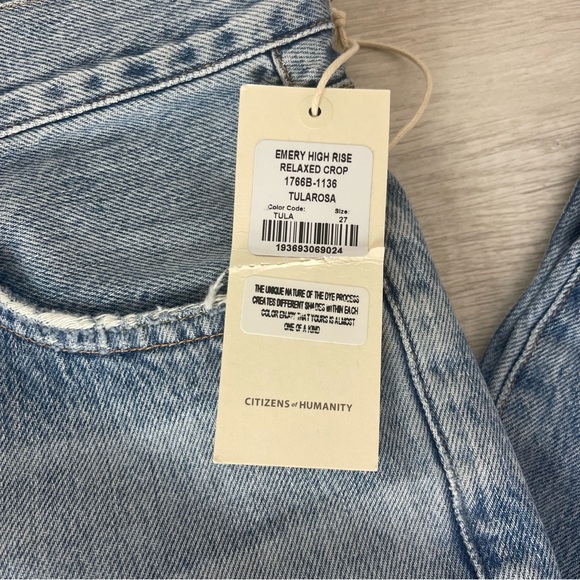 EMERY HIGH RISE
RELAXED CROP
1766B-1136
TULAROSA
Color Code: Size:
TULA 27
193693069024
THE UNIQUE NATURE OF THE DYE PROCESS
CREATES DIFFERENT SHADES WITHIN EACH
COLOR ENJOY THAT YOURS IS ALMOST
ONE OF A KIND
CITIZENS of HUMANITY